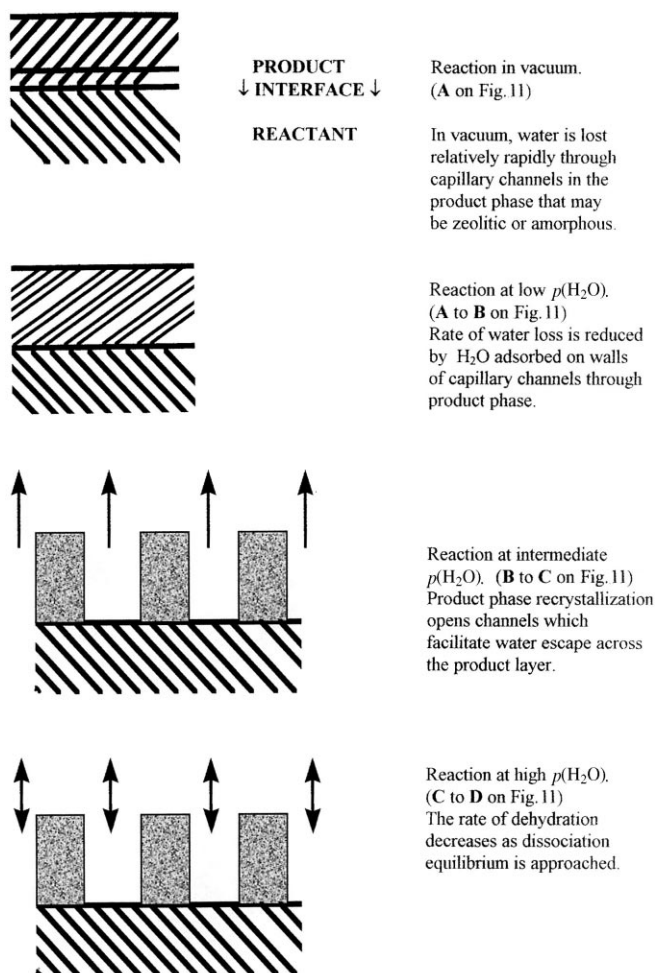 PRODUCT
↓ INTERFACE ↓
REACTANT
Reaction in vacuum.
(A on Fig.11)
In vacuum, water is lost
relatively rapidly through
capillary channels in the
product phase that may
be zeolitic or amorphous.
Reaction at low p(H₂O).
(A to B on Fig.11)
Rate of water loss is reduced
by H₂O adsorbed on walls
of capillary channels through
product phase.
Reaction at intermediate
p(H₂O). (B to C on Fig.11)
Product phase recrystallization
opens channels which
facilitate water escape across
the product layer.
Reaction at high p(H₂O).
(C to D on Fig.11)
The rate of dehydration
decreases as dissociation
equilibrium is approached.